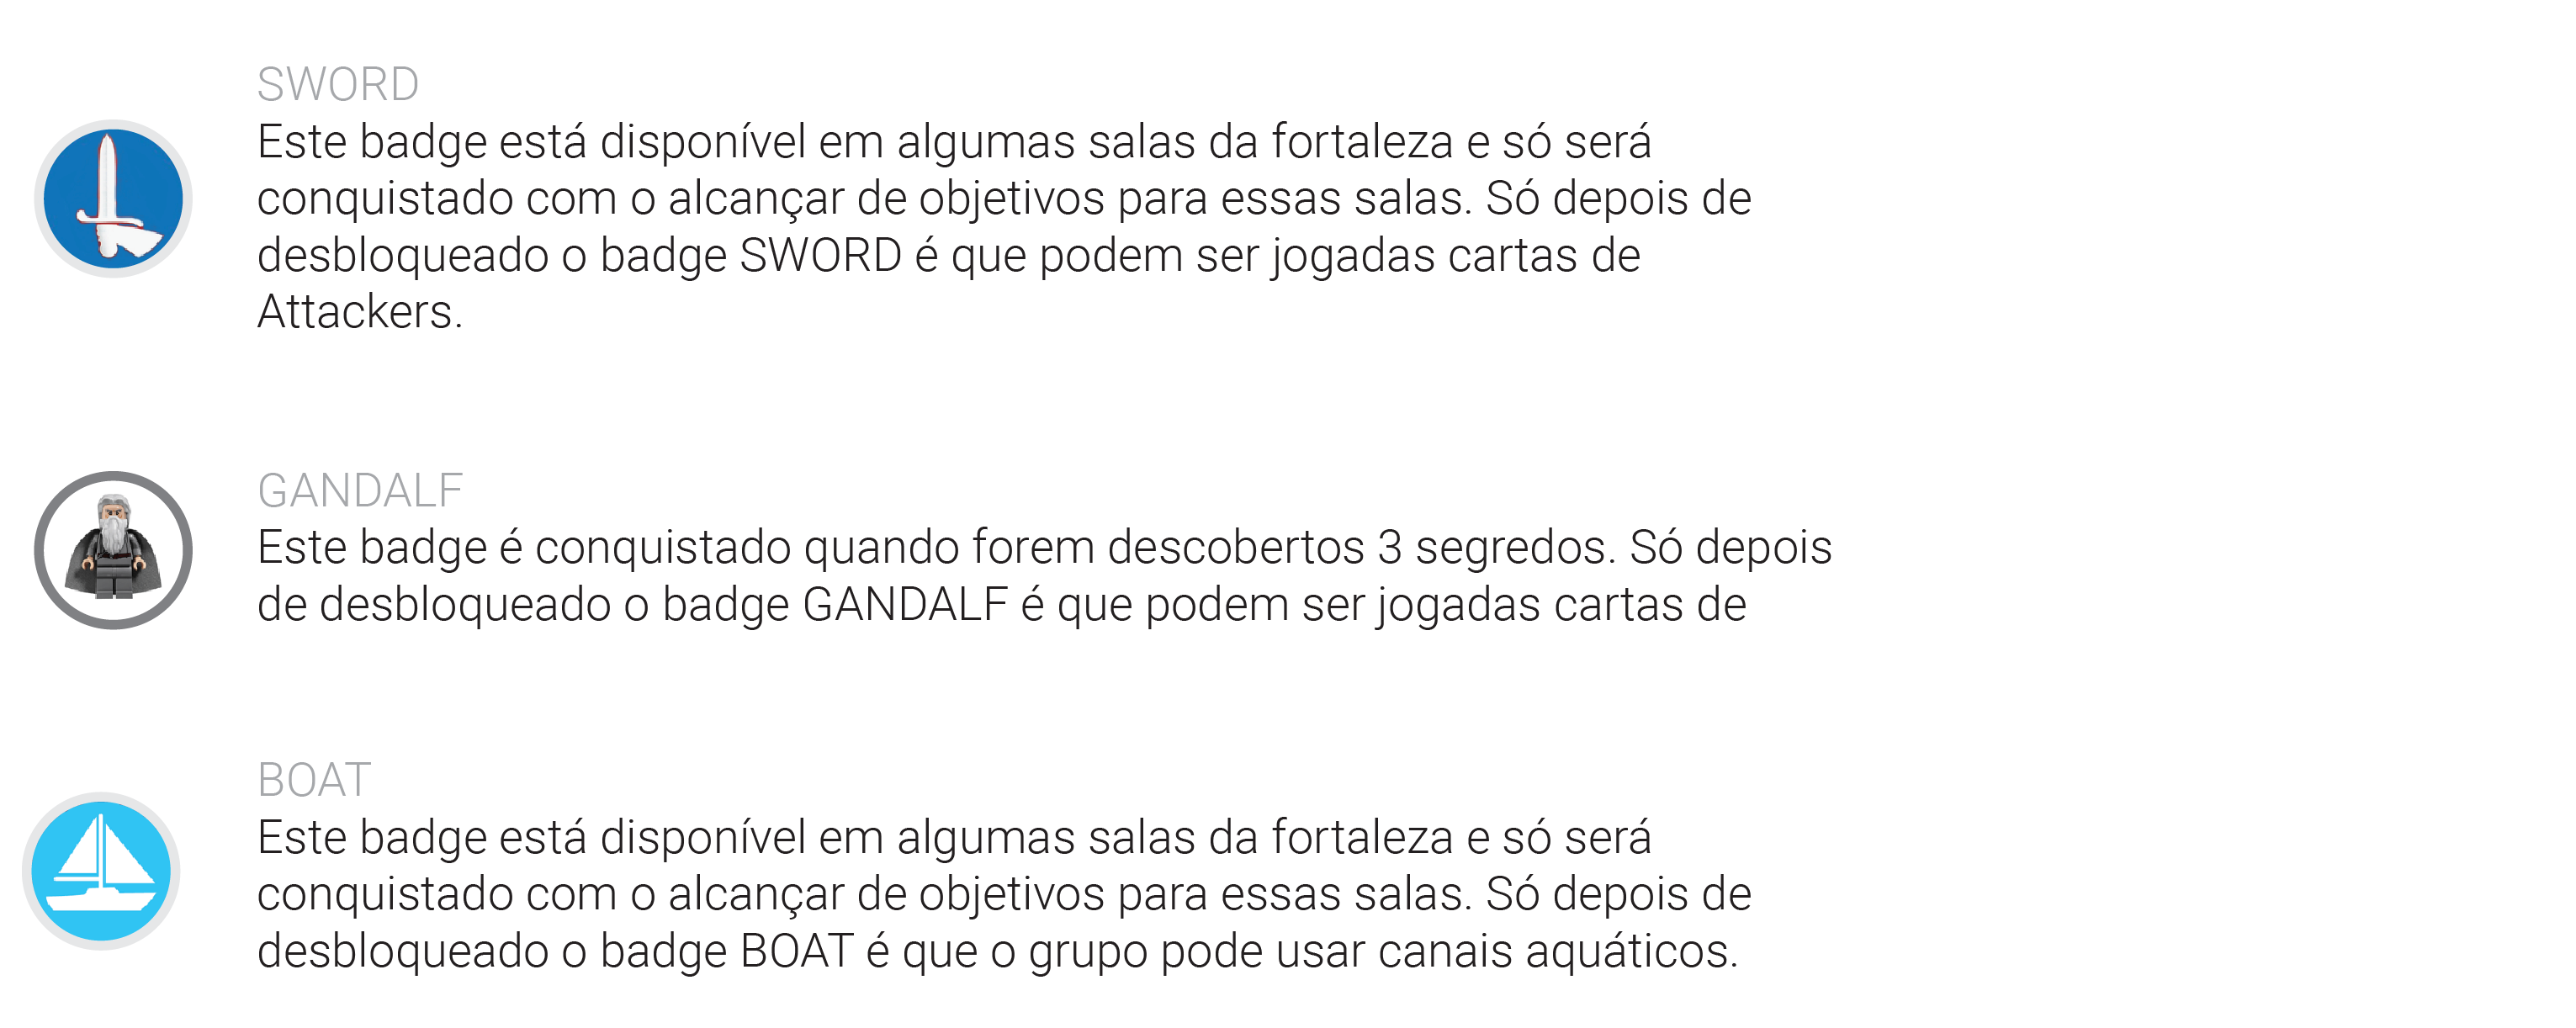 SWORD
Este badge está disponível em algumas salas da fortaleza e só será
conquistado com o alcançar de objetivos para essas salas. Só depois de
desbloqueado o badge SWORD é que podem ser jogadas cartas de
Attackers.
GANDALF
Este badge é conquistado quando forem descobertos 3 segredos. Só depois
de desbloqueado o badge GANDALF é que podem ser jogadas cartas de
BOAT
Este badge está disponível em algumas salas da fortaleza e só será
conquistado com o alcançar de objetivos para essas salas. Só depois de
desbloqueado o badge BOAT é que o grupo pode usar canais aquáticos.